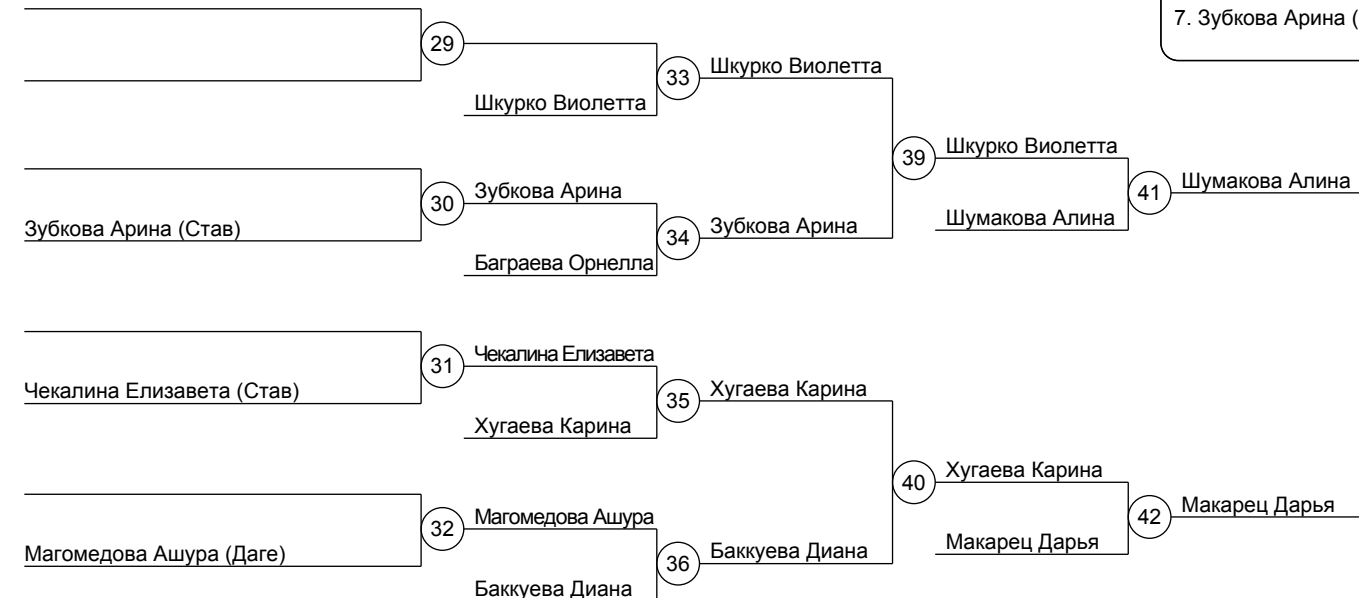 7. Зубкова Арина (
29
Шкурко Виолетта
33
Шкурко Виолетта
39
Шкурко Виолетта
Зубкова Арина (Став)
30
Зубкова Арина
Баграева Орнелла
34
Зубкова Арина
Шумакова Алина
41
Шумакова Алина
Чекалина Елизавета (Став)
31
Чекалина Елизавета
Хугаева Карина
35
Хугаева Карина
40
Хугаева Карина
Магомедова Ашура (Даге)
32
Магомедова Ашура
Баккуева Диана
36
Баккуева Диана
Макарец Дарья
42
Макарец Дарья